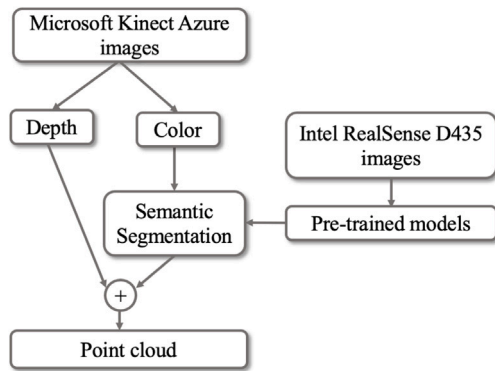 Microsoft Kinect Azure
images
Depth
Color
Intel RealSense D435
images
Semantic
Segmentation
Pre-trained models
+
Point cloud